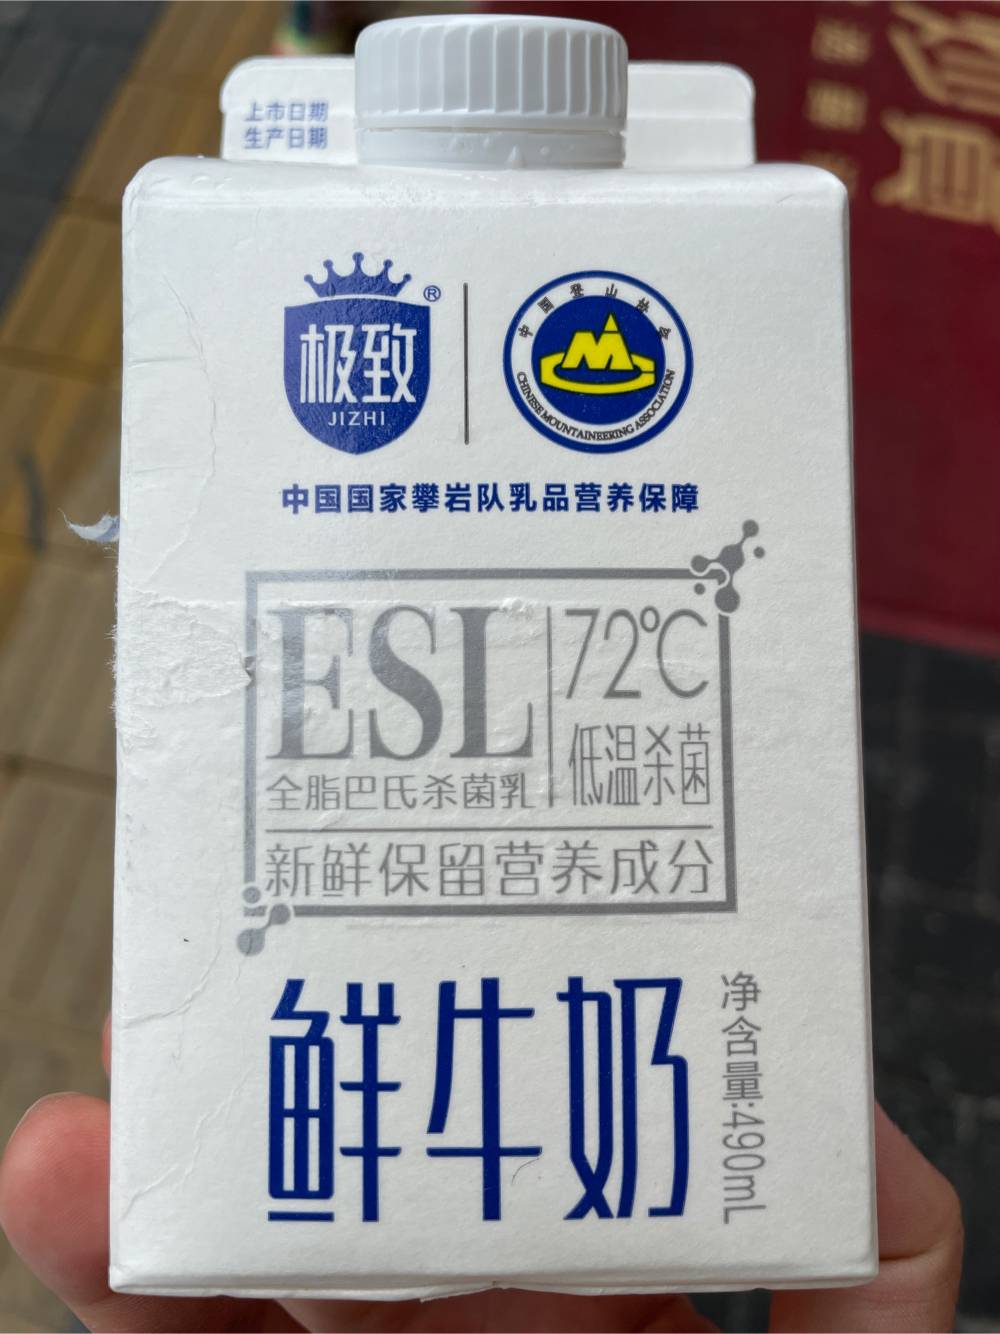 上市日期
生产日期
极致®
JIZHI
中国登山协会
CHINESE MOUNTAINEERING ASSOCIATION
中国国家攀岩队乳品营养保障
ESL
全脂巴氏杀菌乳
72℃
低温杀菌
新鲜保留营养成分
鲜牛奶
净含量:490mL